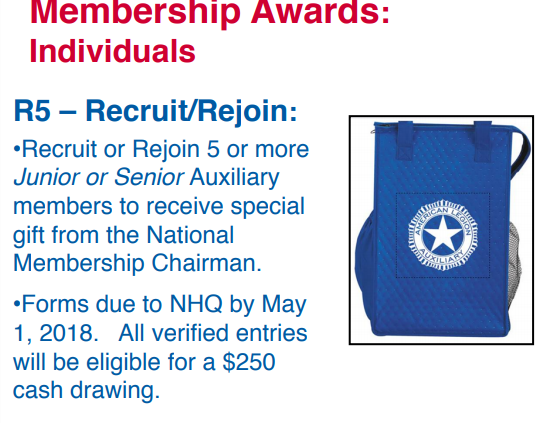 Membership Awards:
Individuals
R5 – Recruit/Rejoin:
•Recruit or Rejoin 5 or more
Junior or Senior Auxiliary
members to receive special
gift from the National
Membership Chairman.
•Forms due to NHQ by May
1, 2018.   All verified entries
will be eligible for a $250
cash drawing.
AMERICAN LEGION
AUXILIARY